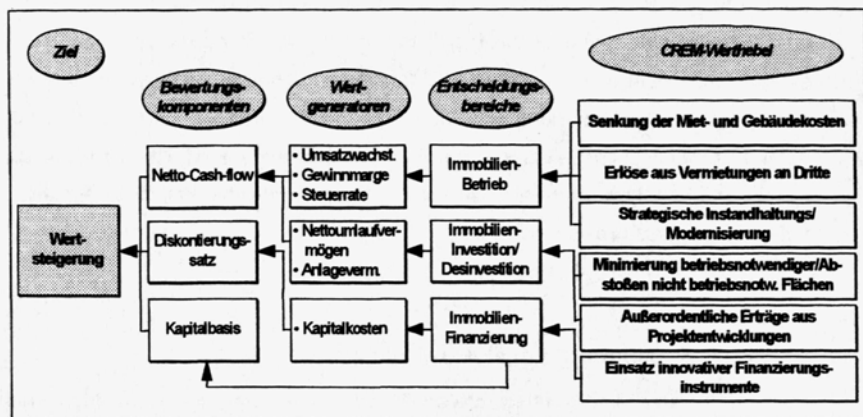 Ziel
CREM-Werthebel
Bewertungs-
komponenten
Wert-
generatoren
Entscheidungs-
bereiche
Senkung der Miet- und Gebäudekosten
Netto-Cash-flow
• Umsatzwachst.
• Gewinnmarge
• Steuerrate
Immobilien-
Betrieb
Erlöse aus Vermietungen an Dritte
Strategische Instandhaltungs/
Modernisierung
Wert-
steigerung
Diskontierungs-
satz
• Nettoumlaufver-
mögen
• Anlageverm.
Immobilien-
Investition/
Desinvestition
Minimierung betriebsnotwendiger/Ab-
stoßen nicht betriebsnotw. Flächen
Außerordentliche Erträge aus
Projektentwicklungen
Kapitalbasis
• Kapitalkosten
Immobilien-
Finanzierung
Einsatz innovativer Finanzierungs-
instrumente